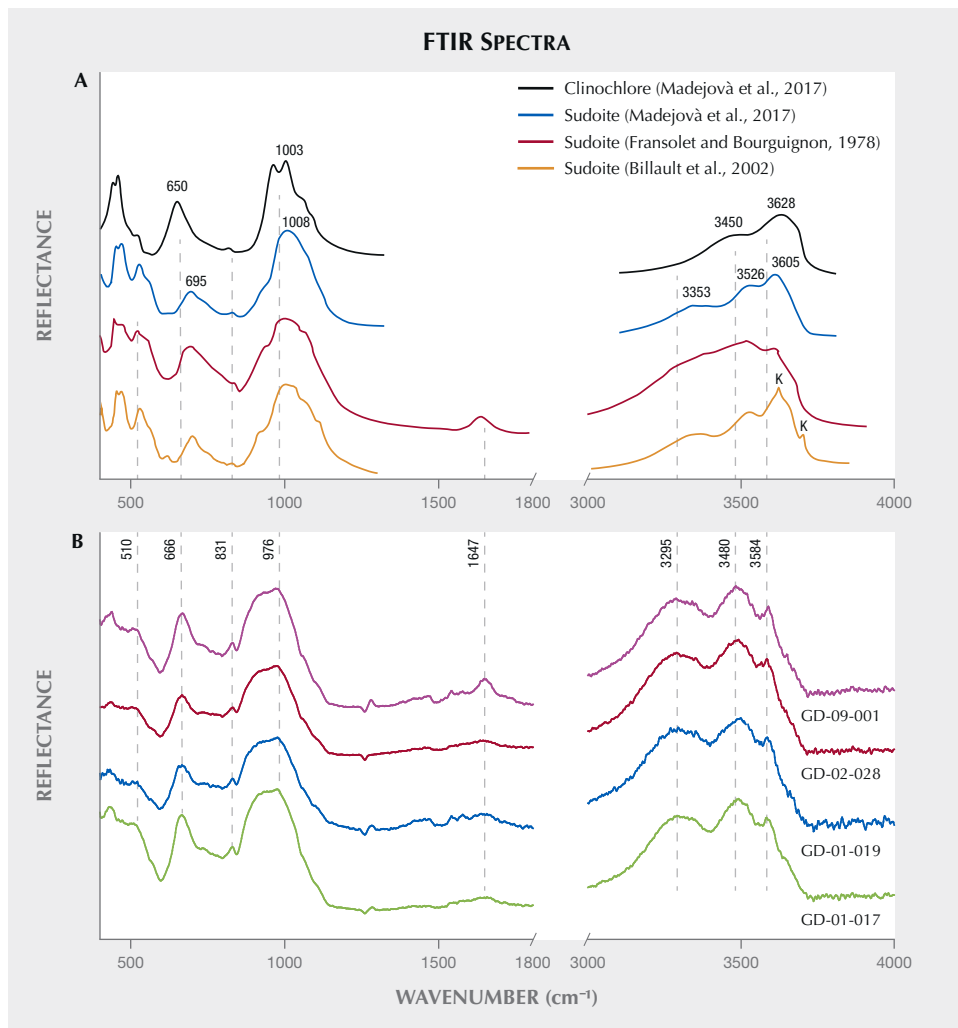 FTIR SPECTRA
A
Clinochlore (Madejovà et al., 2017)
Sudoite (Madejovà et al., 2017)
Sudoite (Fransolet and Bourguignon, 1978)
Sudoite (Billault et al., 2002)
REFLECTANCE
650
1003
1008
695
3450
3628
3353
3526
3605
K
K
500
1000
1500
1800
3000
3500
4000
B
510
666
831
976
1647
3295
3480
3584
REFLECTANCE
GD-09-001
GD-02-028
GD-01-019
GD-01-017
500
1000
1500
1800
3000
3500
4000
WAVENUMBER (cm⁻¹)